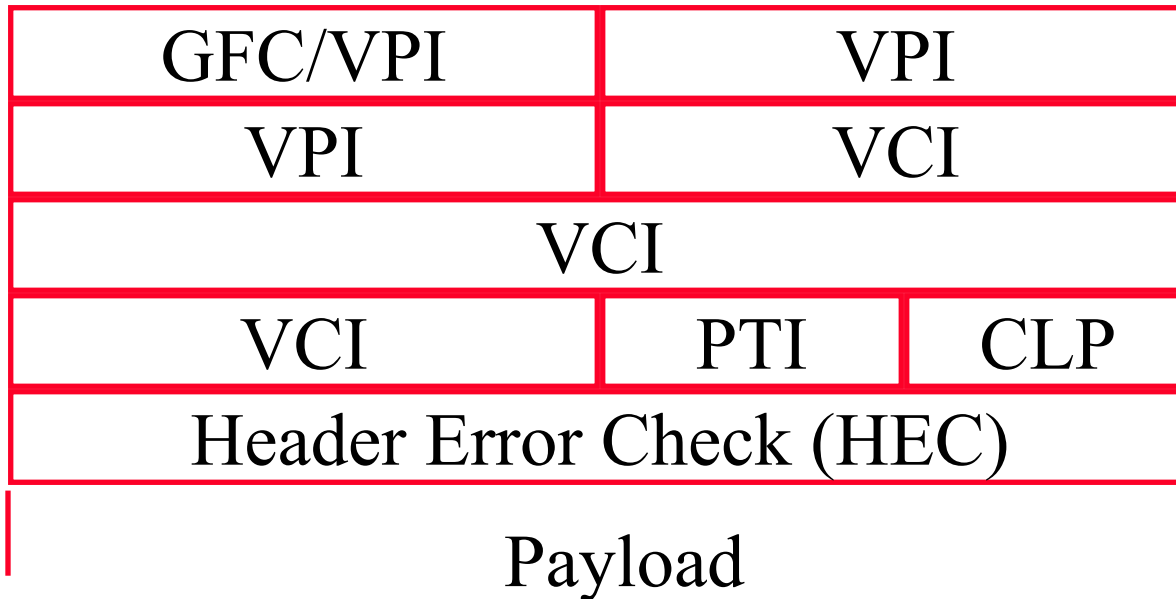 GFC/VPI VPI
VPI VCI
VCI
VCI PTI CLP
Header Error Check (HEC)
Payload